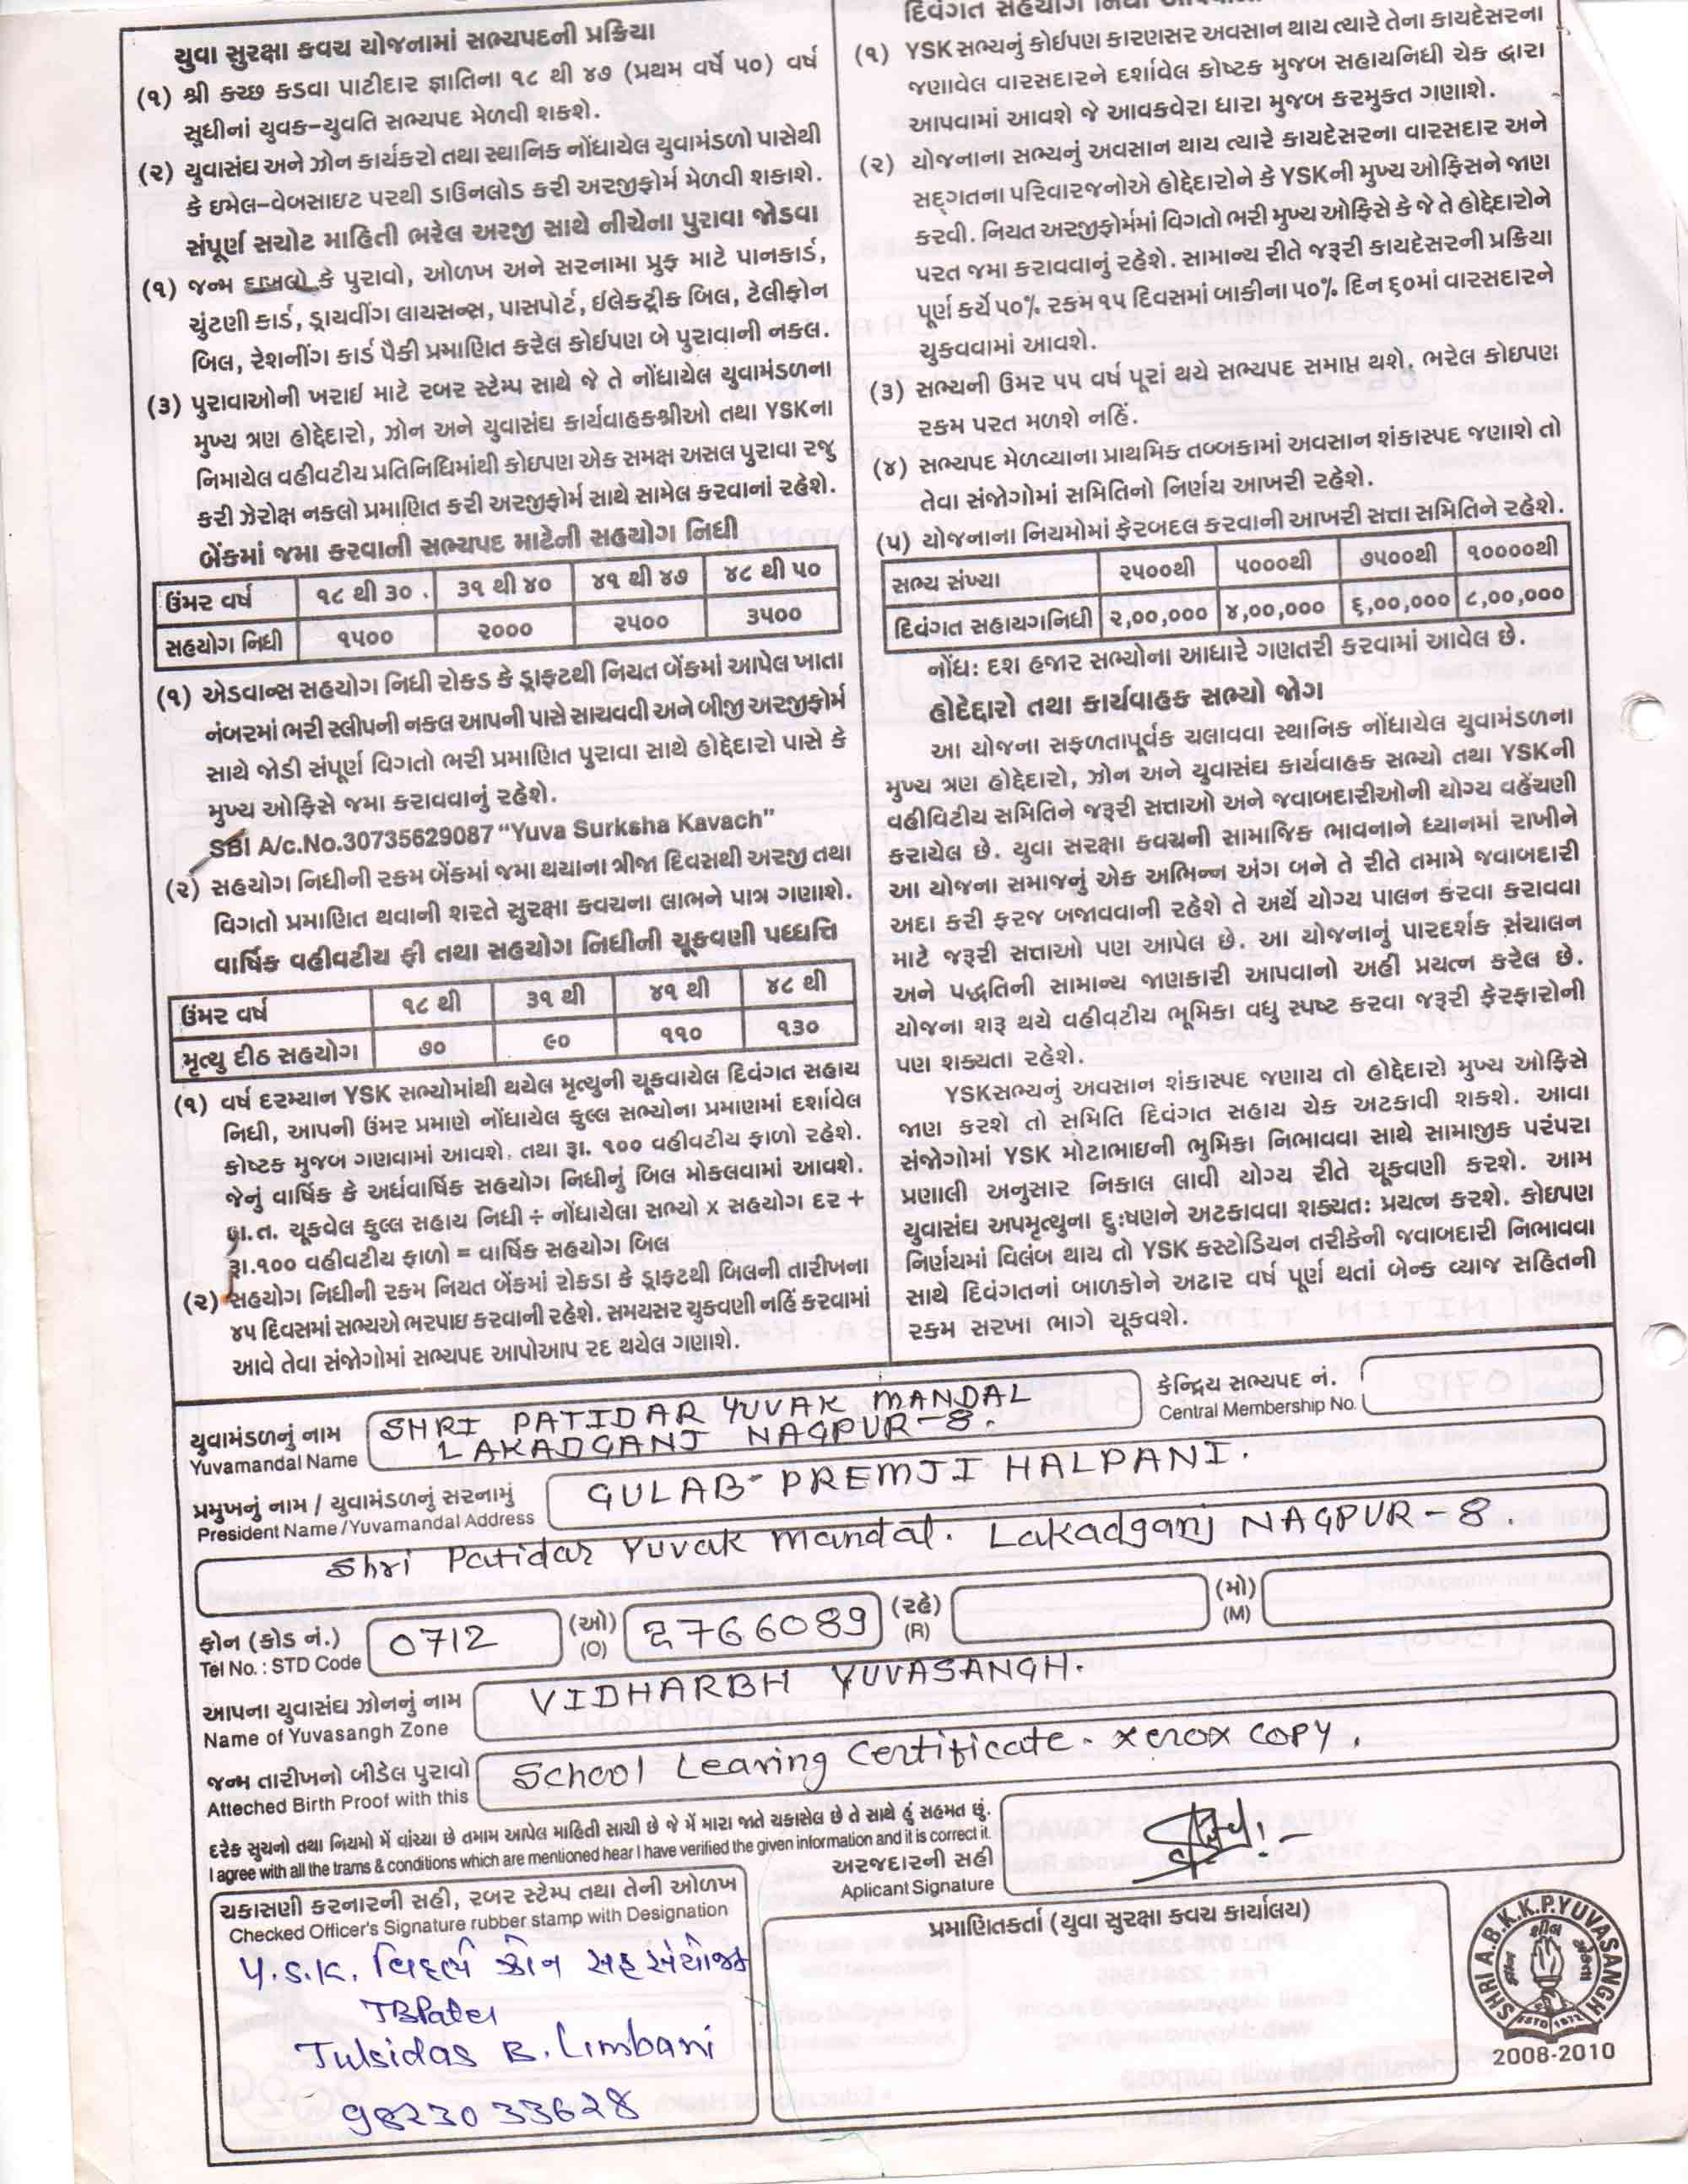 યુવા સુરક્ષા કવચ યોજનામાં સભ્યપદની પ્રક્રિયા
(૧) શ્રી કચ્છ કડવા પાટીદાર જ્ઞાતિના ૧૮ થી ૪૭ (પ્રથમ વર્ષે ૫૦) વર્ષ
સુધીનાં યુવક-યુવતિ સભ્યપદ મેળવી શકશે.
(૨) યુવાસંઘ અને ઝોન કાર્યકરો તથા સ્થાનિક નોંધાયેલ યુવામંડળો પાસેથી
કે ઇમેલ-વેબસાઇટ પરથી ડાઉનલોડ કરી અરજીફોર્મ મેળવી શકાશે.
સંપૂર્ણ સચોટ માહિતી ભરેલ અરજી સાથે નીચેના પુરાવા જોડવા
(૧) જન્મ દાખલો કે પુરાવો, ઓળખ અને સરનામા પ્રુફ માટે પાનકાર્ડ,
ચુંટણી કાર્ડ, ડ્રાયવીંગ લાયસન્સ, પાસપોર્ટ, ઈલેકટ્રીક બિલ, ટેલીફોન
બિલ, રેશનીંગ કાર્ડ પૈકી પ્રમાણિત કરેલ કોઈપણ બે પુરાવાની નકલ.
(૩) પુરાવાઓની ખરાઇ માટે રબર સ્ટેમ્પ સાથે જે તે નોંધાયેલ યુવામંડળના
મુખ્ય ત્રણ હોદ્દેદારો, ઝોન અને યુવાસંઘ કાર્યવાહકશ્રીઓ તથા YSKના
નિમાયેલ વહીવટીય પ્રતિનિધિમાંથી કોઇપણ એક સમક્ષ અસલ પુરાવા રજુ
કરી ઝેરોક્ષ નકલો પ્રમાણિત કરી અરજીફોર્મ સાથે સામેલ કરવાનાં રહેશે.
બેંકમાં જમા કરવાની સભ્યપદ માટેની સહયોગ નિધી
ઉંમર વર્ષ ૧૮ થી ૩૦ . ૩૧ થી ૪૦ ૪૧ થી ૪૭ ૪૮ થી ૫૦
સહયોગ નિધી ૧૫૦૦ ૨૦૦૦ ૨૫૦૦ ૩૫૦૦
(૧) એડવાન્સ સહયોગ નિધી રોકડ કે ડ્રાફટથી નિયત બેંકમાં આપેલ ખાતા
નંબરમાં ભરી સ્લીપની નકલ આપની પાસે સાચવવી અને બીજી અરજીફોર્મ
સાથે જોડી સંપૂર્ણ વિગતો ભરી પ્રમાણિત પુરાવા સાથે હોદ્દેદારો પાસે કે
મુખ્ય ઓફિસે જમા કરાવવાનું રહેશે.
SBI A/c.No.30735629087 "Yuva Surksha Kavach"
(૨) સહયોગ નિધીની રકમ બેંકમાં જમા થયાના ત્રીજા દિવસથી અરજી તથા
વિગતો પ્રમાણિત થવાની શરતે સુરક્ષા કવચના લાભને પાત્ર ગણાશે.
વાર્ષિક વહીવટીય ફી તથા સહયોગ નિધીની ચૂકવણી પધ્ધત્તિ
ઉંમર વર્ષ ૧૮ થી ૩૧ થી ૪૧ થી ૪૮ થી
મૃત્યુ દીઠ સહયોગ ૭૦ ૯૦ ૧૧૦ ૧૩૦
(૧) વર્ષ દરમ્યાન YSK સભ્યોમાંથી થયેલ મૃત્યુની ચૂકવાયેલ દિવંગત સહાય
નિધી, આપની ઉંમર પ્રમાણે નોંધાયેલ કુલ્લ સભ્યોના પ્રમાણમાં દર્શાવેલ
કોષ્ટક મુજબ ગણવામાં આવશે. તથા રૂા. ૧૦૦ વહીવટીય ફાળો રહેશે.
જેનું વાર્ષિક કે અર્ધવાર્ષિક સહયોગ નિધીનું બિલ મોકલવામાં આવશે.
દા.ત. ચૂકવેલ કુલ્લ સહાય નિધી ÷ નોંધાયેલા સભ્યો x સહયોગ દર +
રૂા.૧૦૦ વહીવટીય ફાળો = વાર્ષિક સહયોગ બિલ
(૨) સહયોગ નિધીની રકમ નિયત બેંકમાં રોકડા કે ડ્રાફટથી બિલની તારીખના
૪૫ દિવસમાં સભ્યએ ભરપાઇ કરવાની રહેશે. સમયસર ચુકવણી નહિં કરવામાં
આવે તેવા સંજોગોમાં સભ્યપદ આપોઆપ રદ થયેલ ગણાશે.
દિવંગત સહયોગ
(૧) YSK સભ્યનું કોઈપણ કારણસર અવસાન થાય ત્યારે તેના કાયદેસરના
જણાવેલ વારસદારને દર્શાવેલ કોષ્ટક મુજબ સહાયનિધી ચેક દ્વારા
આપવામાં આવશે જે આવકવેરા ધારા મુજબ કરમુક્ત ગણાશે.
(૨) યોજનાના સભ્યનું અવસાન થાય ત્યારે કાયદેસરના વારસદાર અને
સદ્‌ગતના પરિવારજનોએ હોદ્દેદારોને કે YSKની મુખ્ય ઓફિસને જાણ
કરવી. નિયત અરજીફોર્મમાં વિગતો ભરી મુખ્ય ઓફિસે કે જે તે હોદ્દેદારોને
પરત જમા કરાવવાનું રહેશે. સામાન્ય રીતે જરૂરી કાયદેસરની પ્રક્રિયા
પૂર્ણ કર્યે ૫૦% રકમ ૧૫ દિવસમાં બાકીના ૫૦% દિન ૬૦માં વારસદારને
ચુકવવામાં આવશે.
(૩) સભ્યની ઉંમર ૫૫ વર્ષ પૂરાં થયે સભ્યપદ સમાપ્ત થશે. ભરેલ કોઇપણ
રકમ પરત મળશે નહિં.
(૪) સભ્યપદ મેળવ્યાના પ્રાથમિક તબ્બકામાં અવસાન શંકાસ્પદ જણાશે તો
તેવા સંજોગોમાં સમિતિનો નિર્ણય આખરી રહેશે.
(૫) યોજનાના નિયમોમાં ફેરબદલ કરવાની આખરી સત્તા સમિતિને રહેશે.
સભ્ય સંખ્યા ૨૫૦૦થી ૫૦૦૦થી ૭૫૦૦થી ૧૦૦૦૦થી
દિવંગત સહાયગનિધી ૨,૦૦,૦૦૦ ૪,૦૦,૦૦૦ ૬,૦૦,૦૦૦ ૮,૦૦,૦૦૦
નોંધઃ દશ હજાર સભ્યોના આધારે ગણતરી કરવામાં આવેલ છે.
હોદેદ્દારો તથા કાર્યવાહક સભ્યો જોગ
આ યોજના સફળતાપૂર્વક ચલાવવા સ્થાનિક નોંધાયેલ યુવામંડળના
મુખ્ય ત્રણ હોદ્દેદારો, ઝોન અને યુવાસંઘ કાર્યવાહક સભ્યો તથા YSKની
વહીવિટીય સમિતિને જરૂરી સત્તાઓ અને જવાબદારીઓની યોગ્ય વહેંચણી
કરાયેલ છે. યુવા સરક્ષા કવચની સામાજિક ભાવનાને ધ્યાનમાં રાખીને
આ યોજના સમાજનું એક અભિન્ન અંગ બને તે રીતે તમામે જવાબદારી
અદા કરી ફરજ બજાવવાની રહેશે તે અર્થે યોગ્ય પાલન કરવા કરાવવા
માટે જરૂરી સત્તાઓ પણ આપેલ છે. આ યોજનાનું પારદર્શક સંચાલન
અને પદ્ધતિની સામાન્ય જાણકારી આપવાનો અહી પ્રયત્ન કરેલ છે.
યોજના શરૂ થયે વહીવટીય ભૂમિકા વધુ સ્પષ્ટ કરવા જરૂરી ફેરફારોની
પણ શક્યતા રહેશે.
YSKસભ્યનું અવસાન શંકાસ્પદ જણાય તો હોદ્દેદારો મુખ્ય ઓફિસે
જાણ કરશે તો સમિતિ દિવંગત સહાય ચેક અટકાવી શકશે. આવા
સંજોગોમાં YSK મોટાભાઇની ભુમિકા નિભાવવા સાથે સામાજીક પરંપરા
પ્રણાલી અનુસાર નિકાલ લાવી યોગ્ય રીતે ચૂકવણી કરશે. આમ
યુવાસંઘ અપમૃત્યુના દુઃષણને અટકાવવા શક્યતઃ પ્રયત્ન કરશે. કોઇપણ
નિર્ણયમાં વિલંબ થાય તો YSK કસ્ટોડિયન તરીકેની જવાબદારી નિભાવવા
સાથે દિવંગતનાં બાળકોને અઢાર વર્ષ પૂર્ણ થતાં બેન્ક વ્યાજ સહિતની
રકમ સરખા ભાગે ચૂકવશે.
યુવામંડળનું નામ SHRI PATIDAR YUVAK MANDAL કેન્દ્રિય સભ્યપદ નં.
Yuvamandal Name LAKADGANJ NAGPUR-8. Central Membership No.
પ્રમુખનું નામ / યુવામંડળનું સરનામું GULAB-PREMJI HALPANI.
President Name / Yuvamandal Address
Shri Patidar Yuvak Mandal. Lakadganj NAGPUR-8.
ફોન (કોડ નં.) 0712 (ઓ) 2766089 (રહે) (મો)
Tel No. : STD Code (O) (R) (M)
આપના યુવાસંઘ ઝોનનું નામ VIDHARBH YUVASANGH.
Name of Yuvasangh Zone
જન્મ તારીખનો બીડેલ પુરાવો School Leaving Certificate - xerox copy.
Atteched Birth Proof with this
દરેક સુચનો તથા નિયમો મેં વાંચ્યા છે તમામ આપેલ માહિતી સાચી છે જે મેં મારા જાતે ચકાસેલ છે તે સાથે હું સહમત છું.
I agree with all the trams & conditions which are mentioned hear I have verified the given information and it is correct it.
અરજદારની સહી
Aplicant Signature
ચકાસણી કરનારની સહી, રબર સ્ટેમ્પ તથા તેની ઓળખ
Checked Officer's Signature rubber stamp with Designation
Y.S.K. વિદર્ભ ઝોન સહ સંયોજક
TBPatel
Tulsidas B. Limbani
9823033628
પ્રમાણિતકર્તા (યુવા સુરક્ષા કવચ કાર્યાલય)
SHRI A.B.K.K.P.YUVASANGH
ESTD 1972
2008-2010